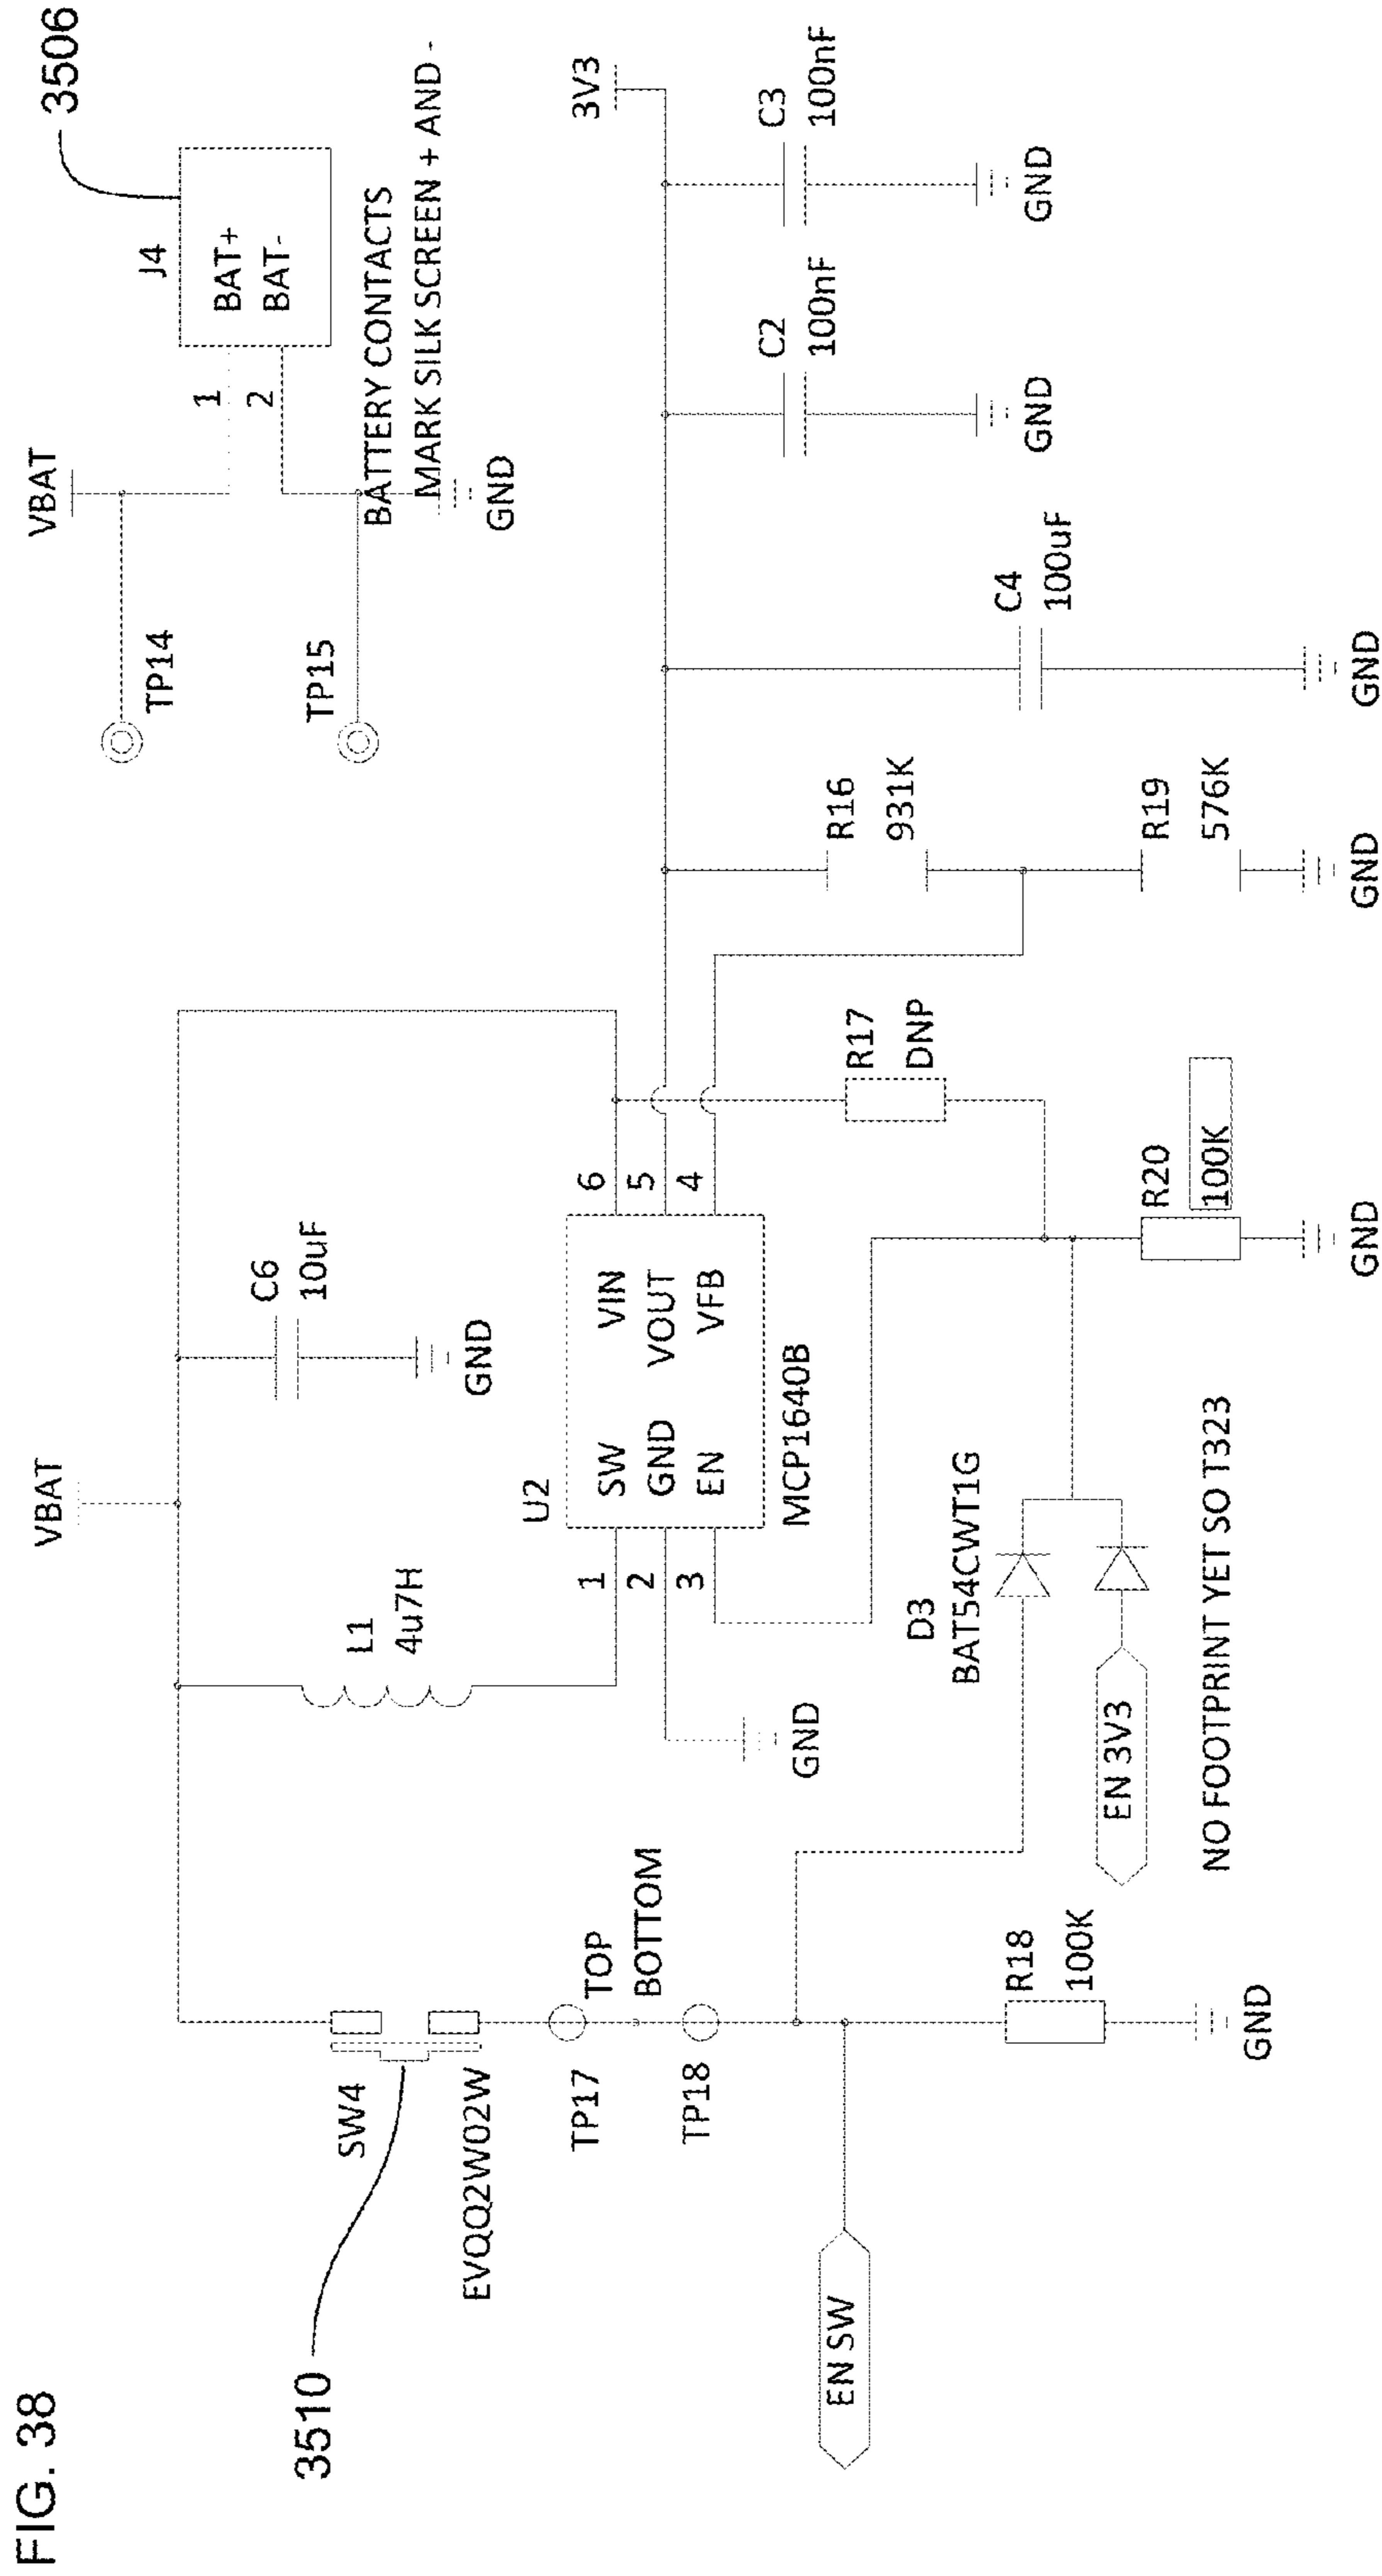 FIG. 38
3510
SW4
EVQQ2W02W
TP17
TOP
BOTTOM
TP18
EN SW
R18
100K
GND
VBAT
L1
4u7H
C6
10uF
GND
U2
1
2
3
SW
GND
EN
VIN
VOUT
VFB
6
5
4
MCP1640B
GND
D3
BAT54CWT1G
EN 3V3
NO FOOTPRINT YET SOT323
R17
DNP
R20
100K
GND
R16
931K
R19
576K
GND
C4
100uF
GND
C2
100nF
GND
C3
100nF
GND
3V3
VBAT
TP14
TP15
1
2
J4
BAT+
BAT-
3506
BATTERY CONTACTS
MARK SILK SCREEN + AND -
GND